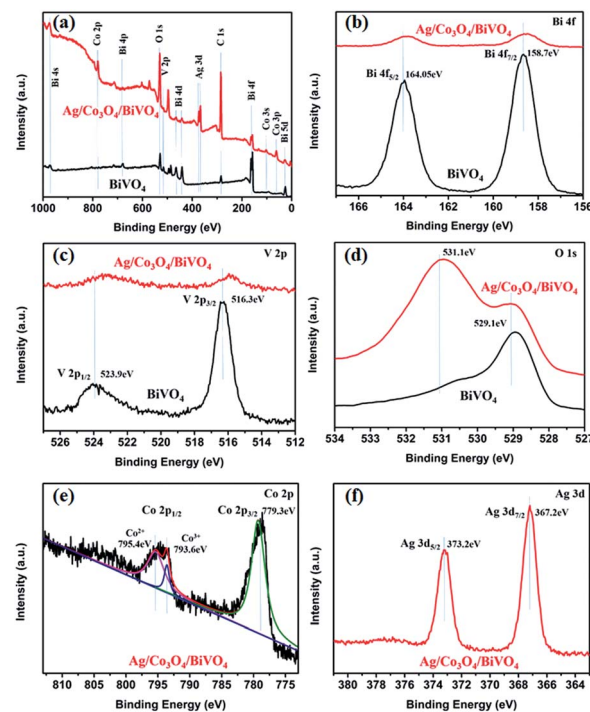 (a)
Bi 4s
Co 2p
Bi 4p
O 1s
V 2p
Bi 4d
Ag 3d
C 1s
Bi 4f
Co 3s
Co 3p
Bi 5d
Ag/Co₃O₄/BiVO₄
BiVO₄
Intensity (a.u.)
1000 800 600 400 200 0
Binding Energy (eV)
(b)
Bi 4f
Ag/Co₃O₄/BiVO₄
Bi 4f₇/₂ 158.7eV
Bi 4f₅/₂ 164.05eV
BiVO₄
Intensity (a.u.)
166 164 162 160 158 156
Binding Energy (eV)
(c)
V 2p
Ag/Co₃O₄/BiVO₄
V 2p₃/₂ 516.3eV
V 2p₁/₂ 523.9eV
BiVO₄
Intensity (a.u.)
526 524 522 520 518 516 514 512
Binding Energy (eV)
(d)
O 1s
531.1eV
Ag/Co₃O₄/BiVO₄
529.1eV
BiVO₄
Intensity (a.u.)
534 533 532 531 530 529 528 527
Binding Energy (eV)
(e)
Co 2p
Co 2p₁/₂ Co 2p₃/₂ 779.3eV
Co²⁺ Co³⁺
795.4eV 793.6eV
Ag/Co₃O₄/BiVO₄
Intensity (a.u.)
810 805 800 795 790 785 780 775
Binding Energy (eV)
(f)
Ag 3d
Ag 3d₇/₂ 367.2eV
Ag 3d₅/₂ 373.2eV
Ag/Co₃O₄/BiVO₄
Intensity (a.u.)
380 378 376 374 372 370 368 366 364
Binding Energy (eV)